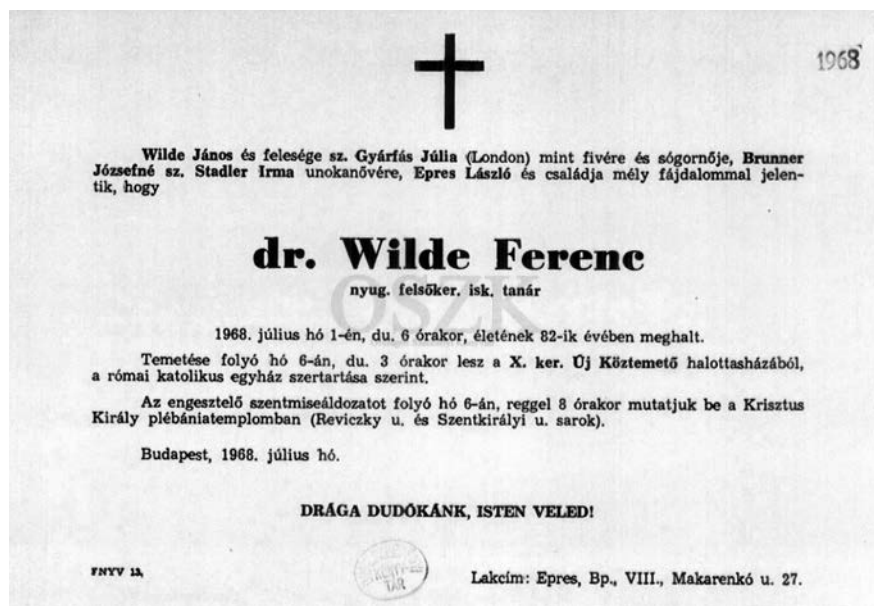 1968
Wilde János és felesége sz. Gyárfás Júlia (London) mint fivére és sógornője, Brunner
Józsefné sz. Stadler Irma unokanővére, Epres László és családja mély fájdalommal jelen-
tik, hogy
dr. Wilde Ferenc
OSZK
nyug. felsőker. isk. tanár
1968. július hó 1-én, du. 6 órakor, életének 82-ik évében meghalt.
Temetése folyó hó 6-án, du. 3 órakor lesz a X. ker. Új Köztemető halottasházából,
a római katolikus egyház szertartása szerint.
Az engesztelő szentmiseáldozatot folyó hó 6-án, reggel 8 órakor mutatjuk be a Krisztus
Király plébániatemplomban (Reviczky u. és Szentkirályi u. sarok).
Budapest, 1968. július hó.
DRÁGA DUDÓKÁNK, ISTEN VELED!
FNYV 13,
TÁR
Lakcím: Epres, Bp., VIII., Makarenkó u. 27.